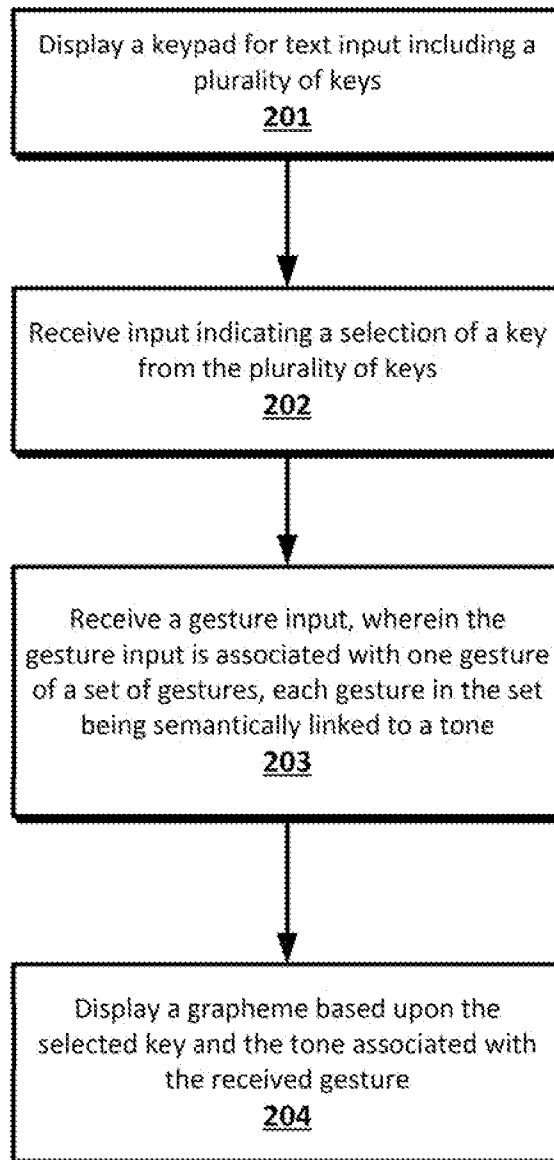 Display a keypad for text input including a
plurality of keys
201
Receive input indicating a selection of a key
from the plurality of keys
202
Receive a gesture input, wherein the
gesture input is associated with one gesture
of a set of gestures, each gesture in the set
being semantically linked to a tone
203
Display a grapheme based upon the
selected key and the tone associated with
the received gesture
204